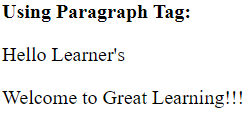 Using Paragraph Tag:
Hello Learner's
Welcome to Great Learning!!!